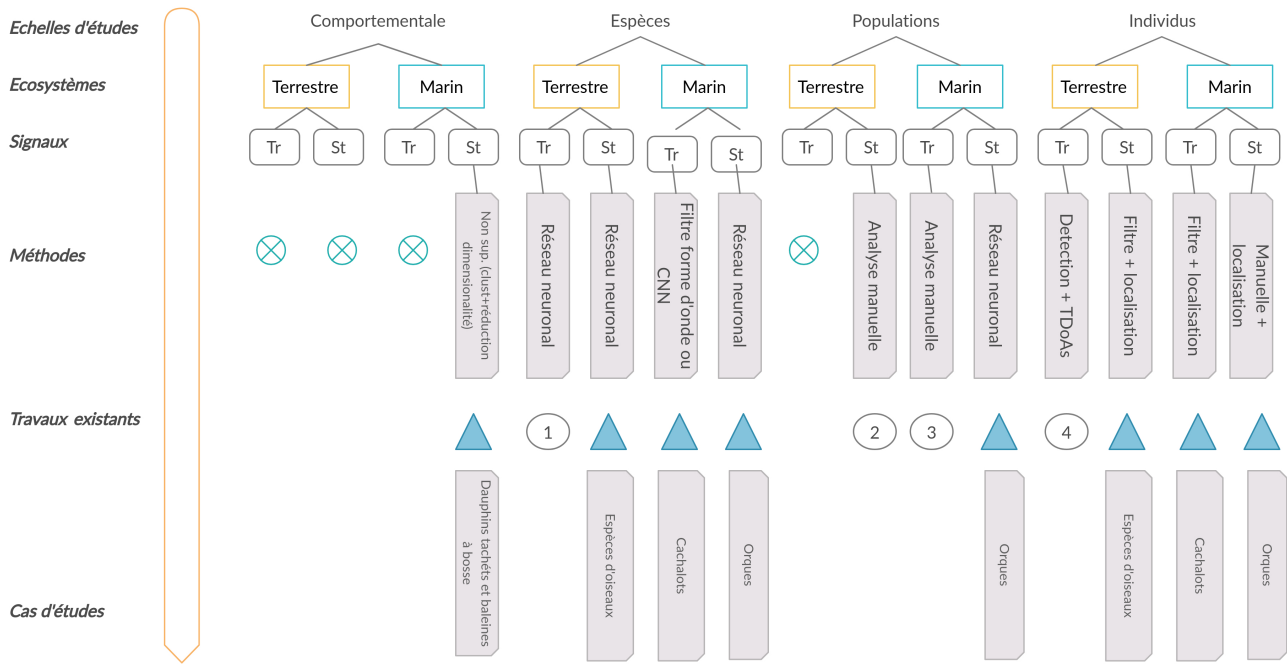 Echelles d'études
Comportementale
Espèces
Populations
Individus
Ecosystèmes
Terrestre
Marin
Terrestre
Marin
Terrestre
Marin
Terrestre
Marin
Signaux
Tr
St
Tr
St
Tr
St
Tr
St
Tr
St
Tr
St
Tr
St
Tr
St
Méthodes
Non sup. (clust+réduction
dimensionalité)
Réseau neuronal
Réseau neuronal
Filtre forme d'onde ou
CNN
Réseau neuronal
Analyse manuelle
Analyse manuelle
Réseau neuronal
Detection + TDoAs
Filtre + localisation
Filtre + localisation
Manuelle +
localisation
Travaux existants
1
2
3
4
Cas d'études
Dauphins tachéts et baleines
à bosse
Espèces d'oiseaux
Cachalots
Orques
Orques
Espèces d'oiseaux
Cachalots
Orques